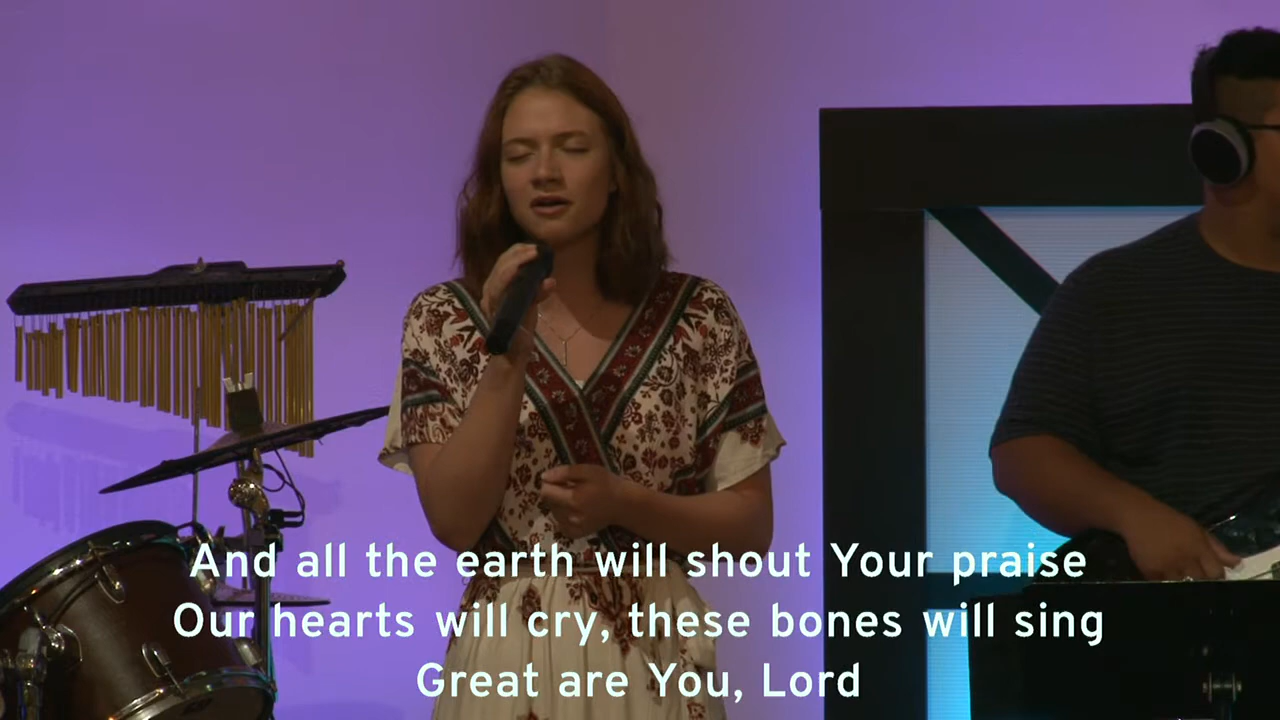 And all the earth will shout Your praise
Our hearts will cry, these bones will sing
Great are You, Lord